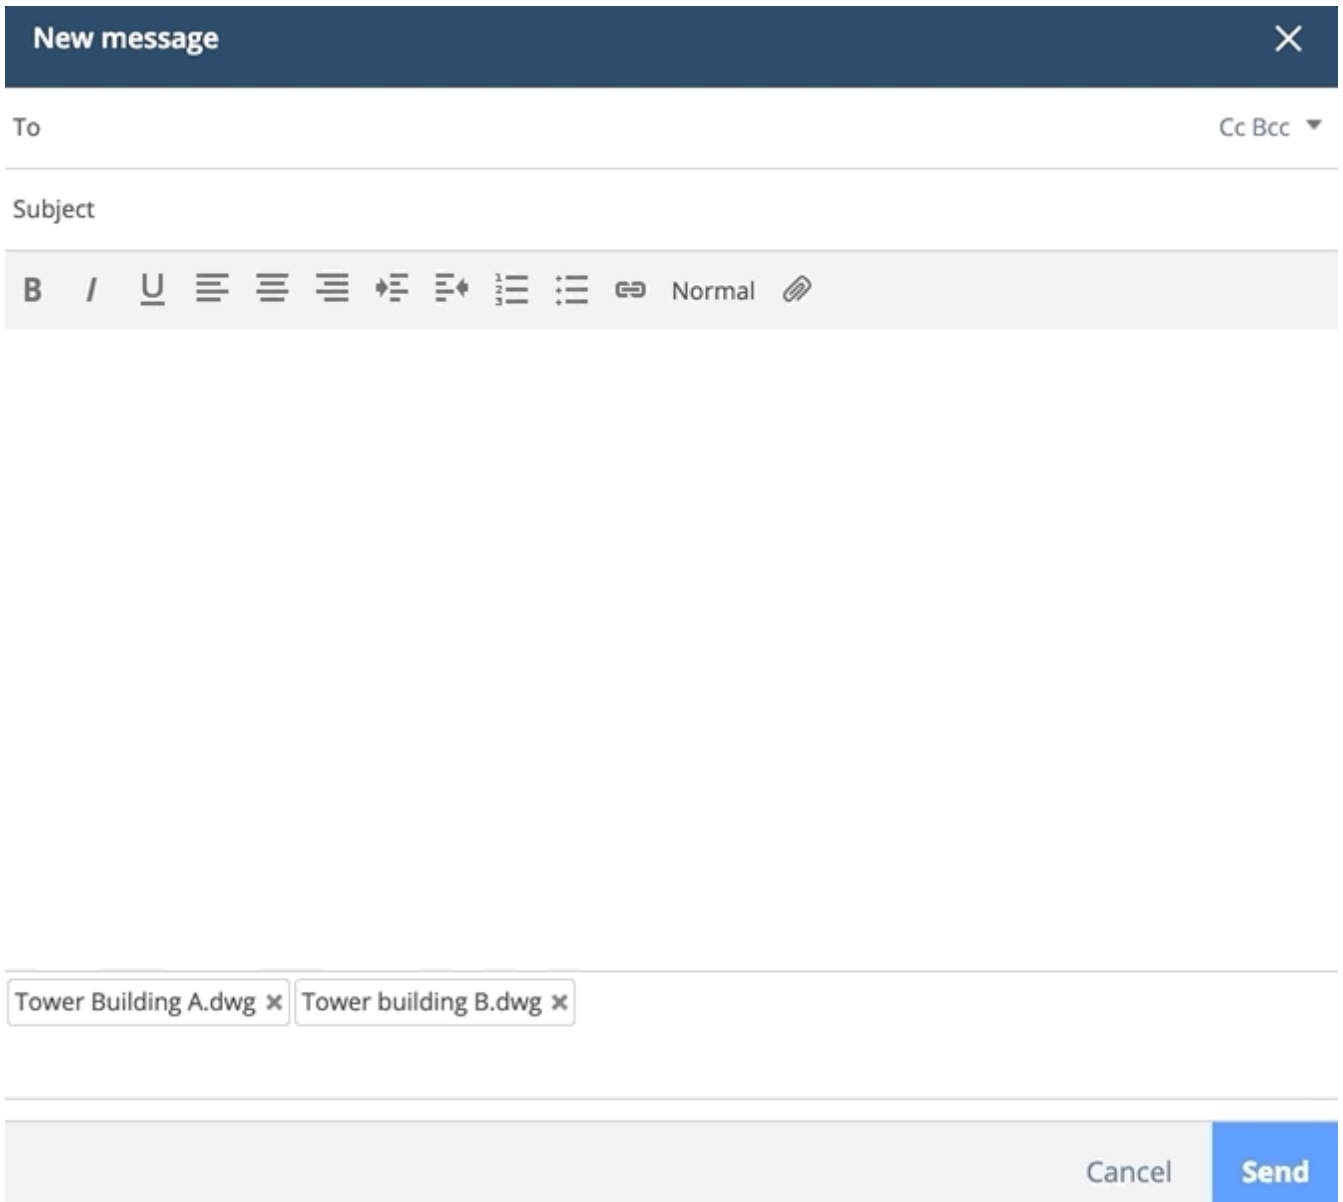 New message
To Cc Bcc
Subject
B I U Normal
Tower Building A.dwg Tower building B.dwg
Cancel Send